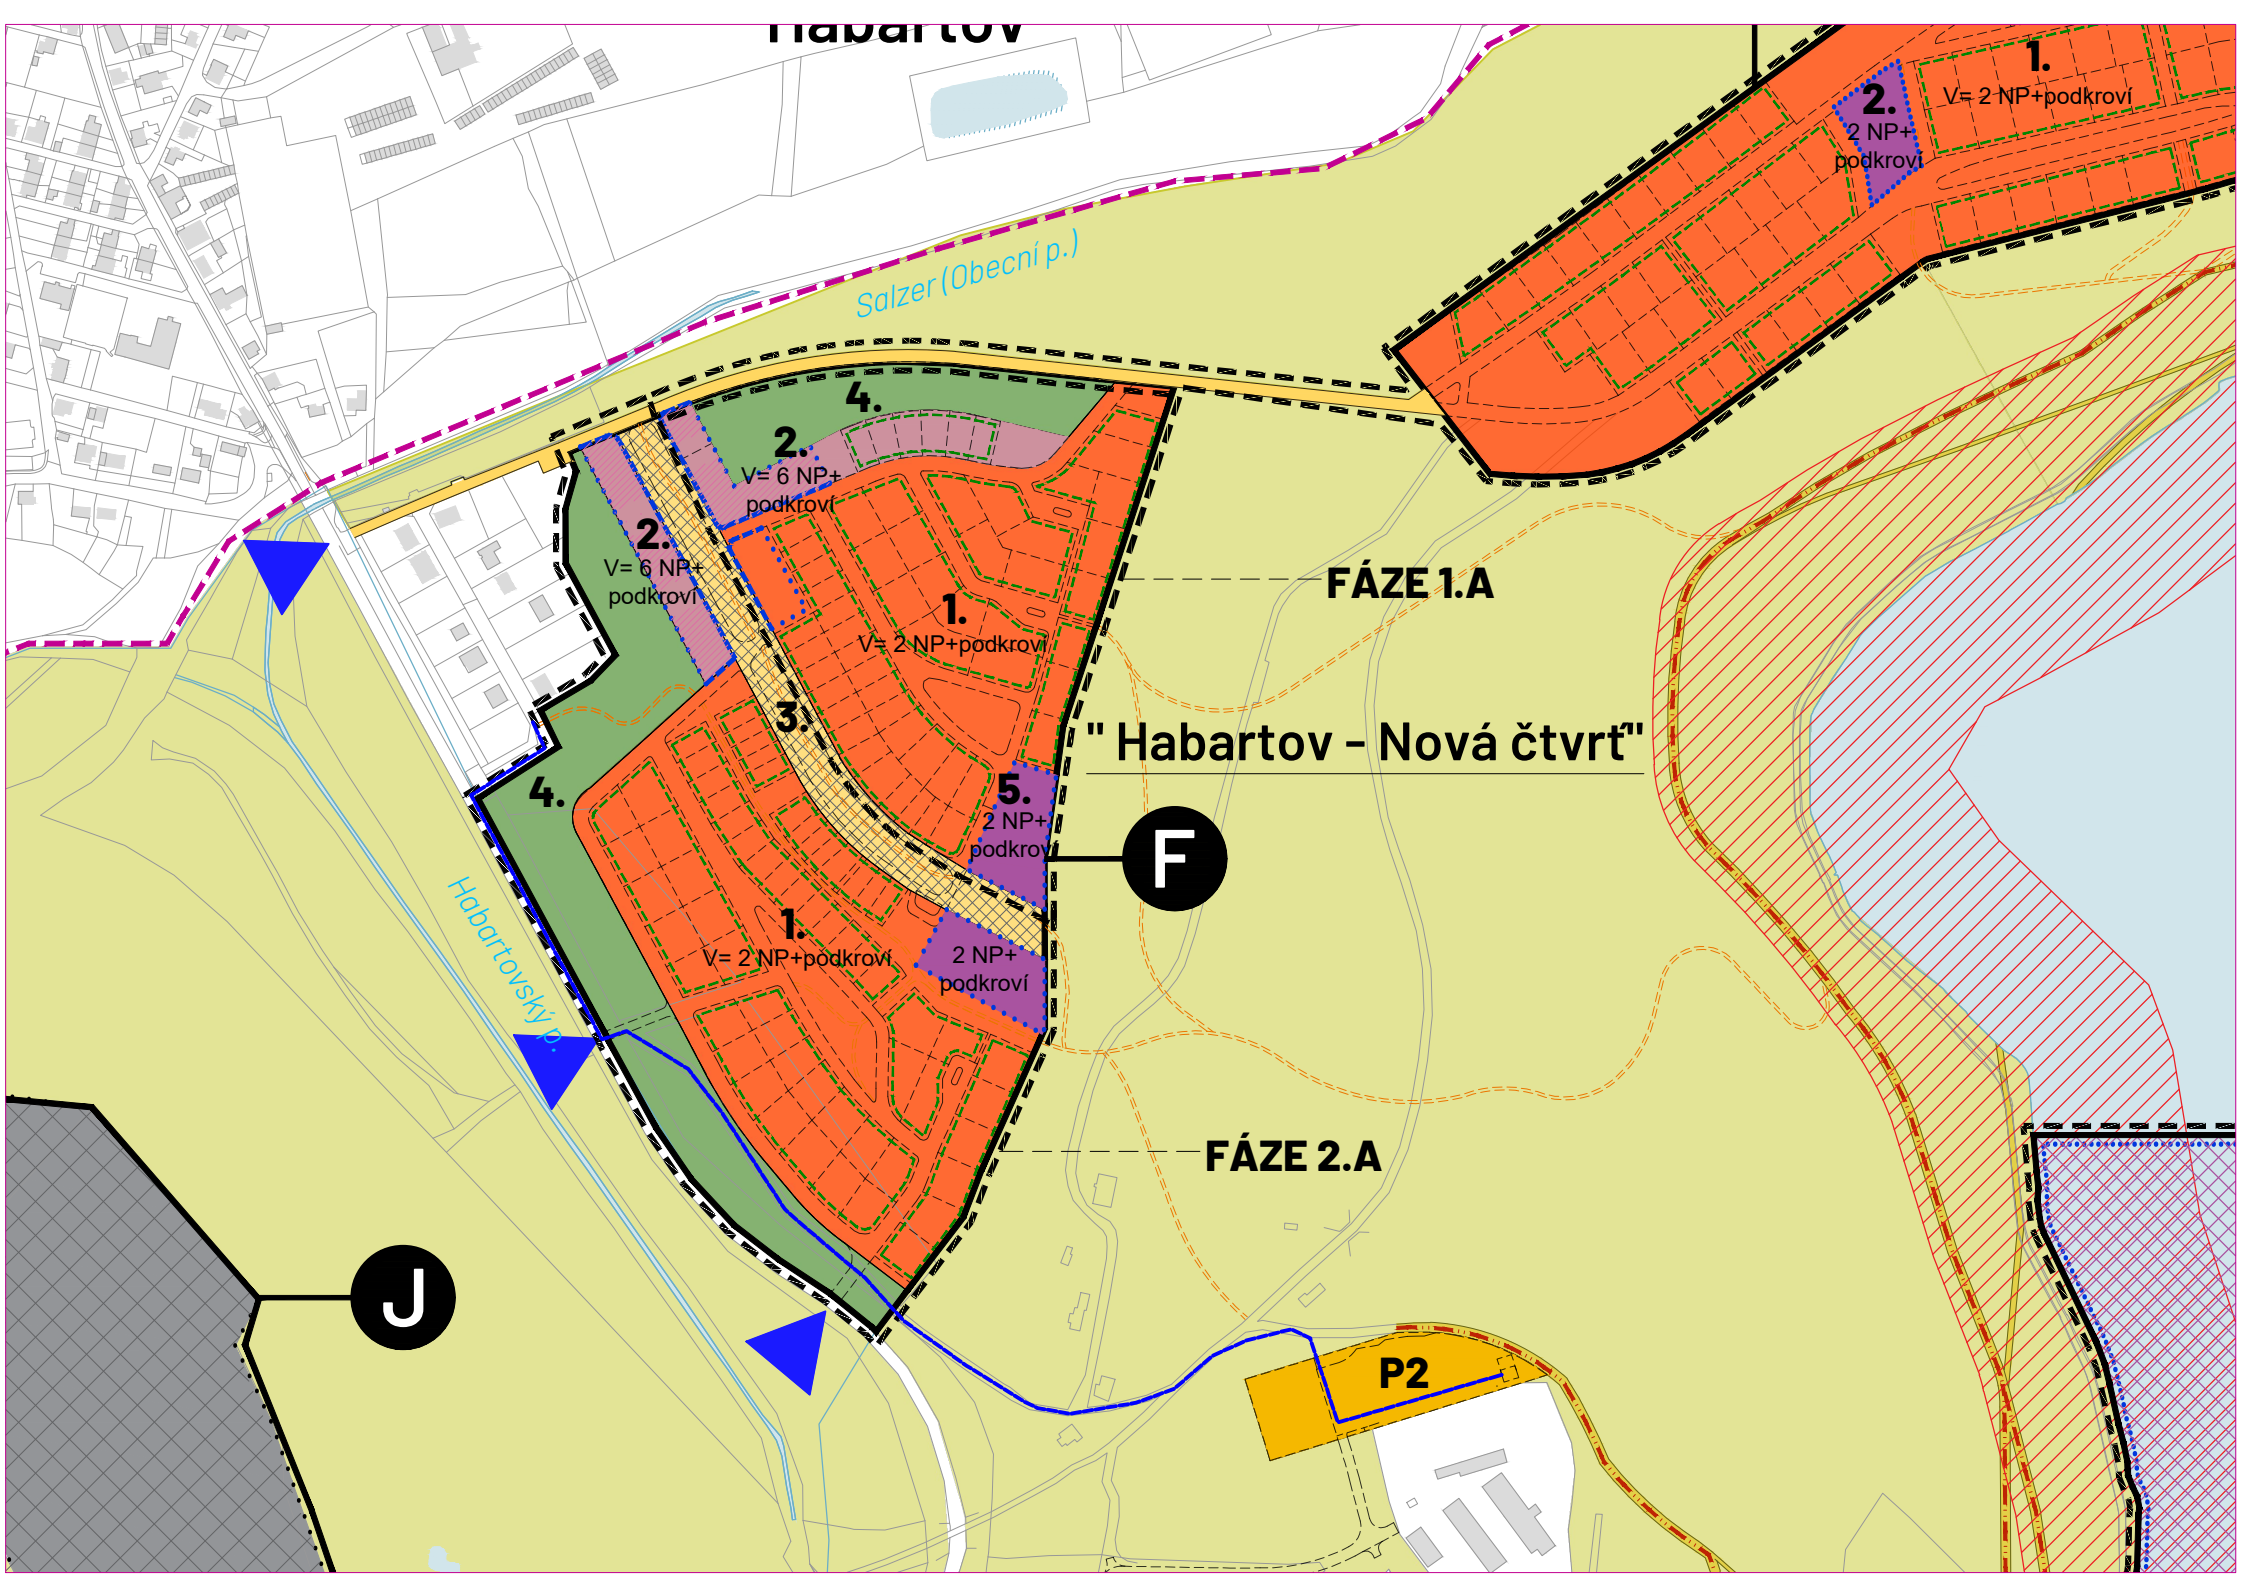 Habartov
1.
V= 2 NP+podkroví
2.
2 NP+
podkroví
Salzer (Obecní p.)
4.
2.
V= 6 NP+
podkroví
2.
V= 6 NP+
podkroví
FÁZE 1.A
1.
V= 2 NP+podkroví
3.
" Habartov - Nová čtvrť"
5.
2 NP+
podkroví
4.
F
Habartovský p.
1.
V= 2 NP+podkroví
2 NP+
podkroví
FÁZE 2.A
J
P2